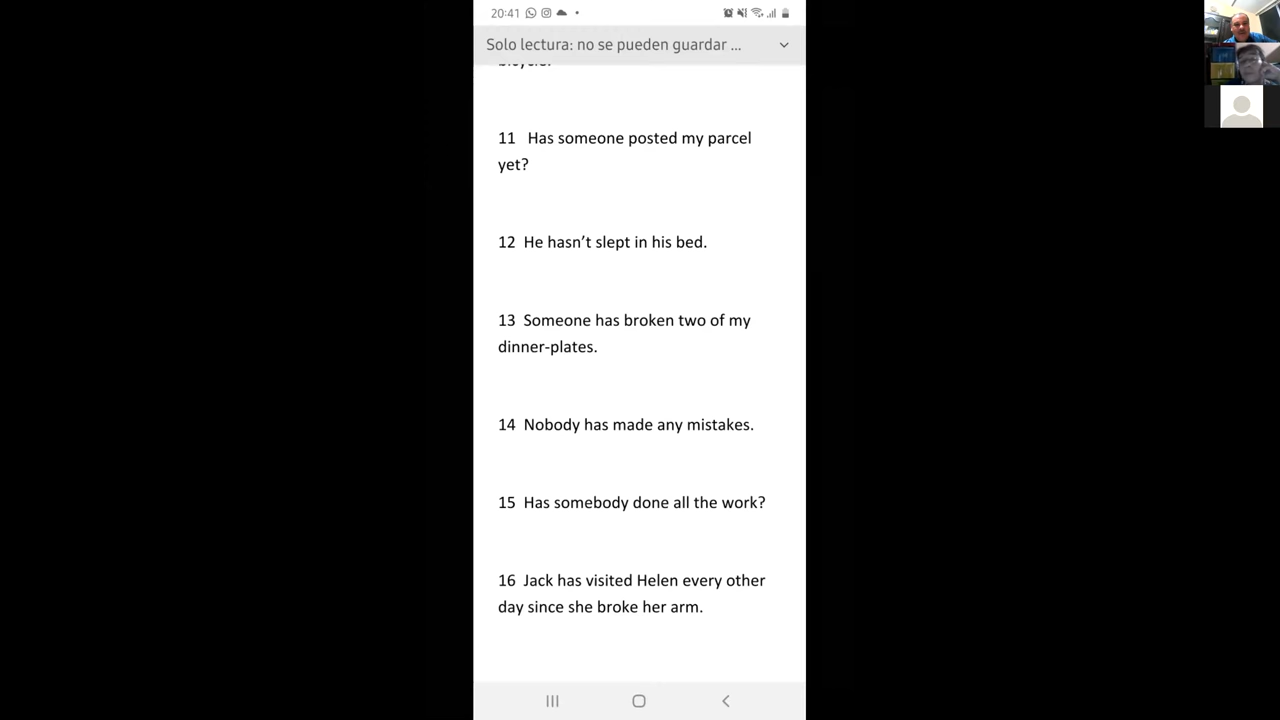 20:41
Solo lectura: no se pueden guardar ...
11 Has someone posted my parcel
yet?
12 He hasn’t slept in his bed.
13 Someone has broken two of my
dinner-plates.
14 Nobody has made any mistakes.
15 Has somebody done all the work?
16 Jack has visited Helen every other
day since she broke her arm.